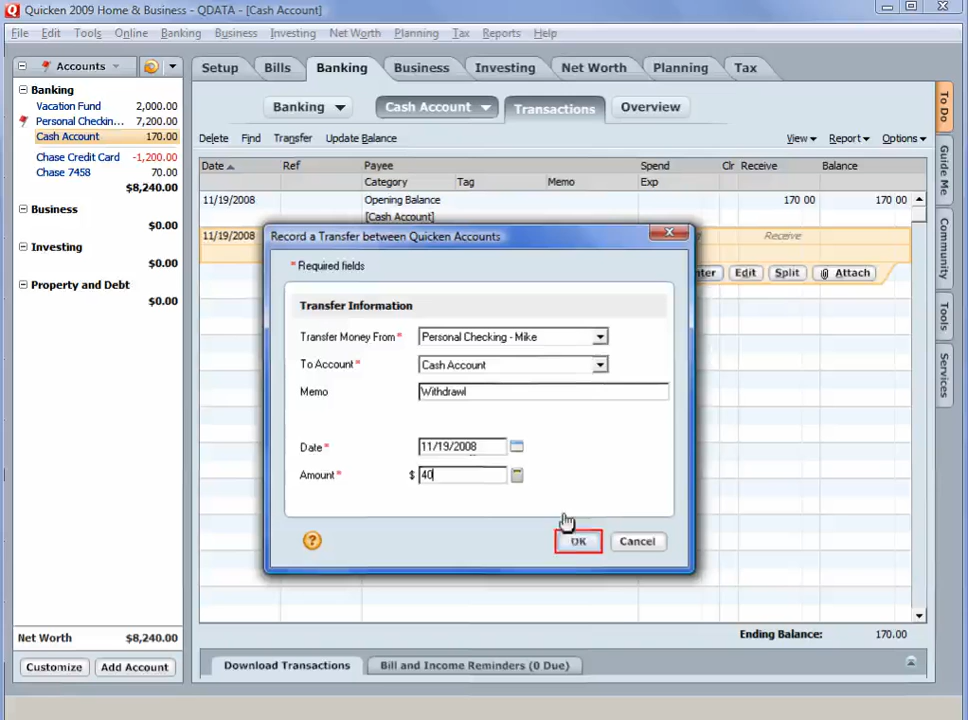 Quicken 2009 Home & Business - QDATA - [Cash Account]
File Edit Tools Online Banking Business Investing Net Worth Planning Tax Reports Help
Accounts
Setup Bills Banking Business Investing Net Worth Planning Tax
Banking
Vacation Fund 2,000.00
Personal Checkin... 7,200.00
Cash Account 170.00
Chase Credit Card -1,200.00
Chase 7458 70.00
$8,240.00
Business
$0.00
Investing
$0.00
Property and Debt
$0.00
Net Worth $8,240.00
Customize Add Account
Banking Cash Account Transactions Overview
Delete Find Transfer Update Balance View Report Options
Date Ref Payee Spend Clr Receive Balance
Category Tag Memo Exp
11/19/2008 Opening Balance 170 00 170 00
[Cash Account]
11/19/2008 Receive
Edit Split Attach
Record a Transfer between Quicken Accounts
* Required fields
Transfer Information
Transfer Money From * Personal Checking - Mike
To Account * Cash Account
Memo Withdrawl
Date * 11/19/2008
Amount * $ 40
? OK Cancel
Ending Balance: 170.00
Download Transactions Bill and Income Reminders (0 Due)
To Do
Guide Me
Community
Tools
Services